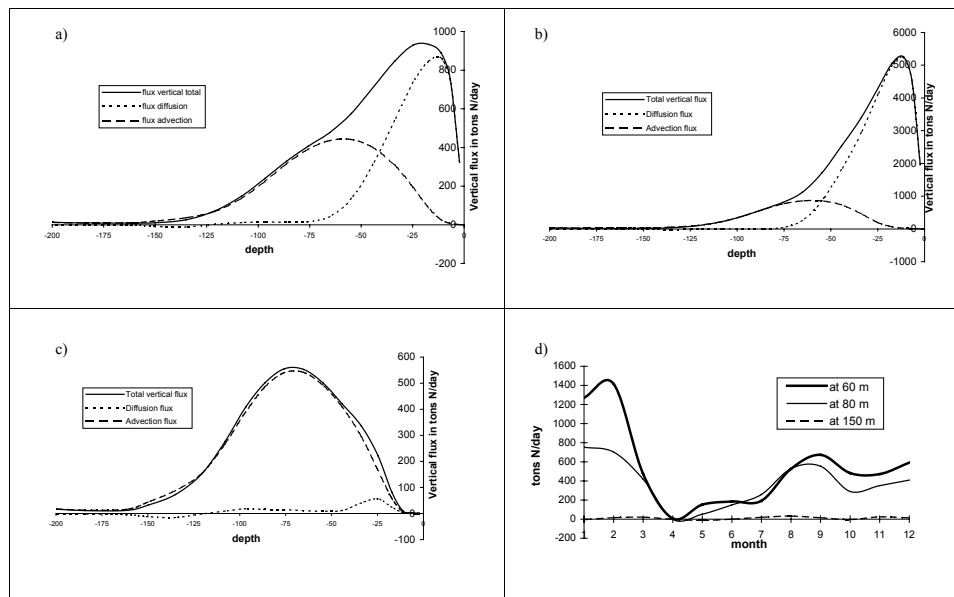 a)
flux vertical total
flux diffusion
flux advection
1000
800
600
400
200
0
-200
-200 -175 -150 -125 -100 -75 -50 -25 0
depth
Vertical flux in tons N/day
b)
Total vertical flux
Diffusion flux
Advection flux
6000
5000
4000
3000
2000
1000
0
-1000
-200 -175 -150 -125 -100 -75 -50 -25 0
depth
Vertical flux in tons N/day
c)
Total vertical flux
Diffusion flux
Advection flux
600
500
400
300
200
100
0
-100
-200 -175 -150 -125 -100 -75 -50 -25 0
depth
Vertical flux in tons N/day
d)
at 60 m
at 80 m
at 150 m
1600
1400
1200
1000
800
600
400
200
0
-200
1 2 3 4 5 6 7 8 9 10 11 12
month
tons N/day